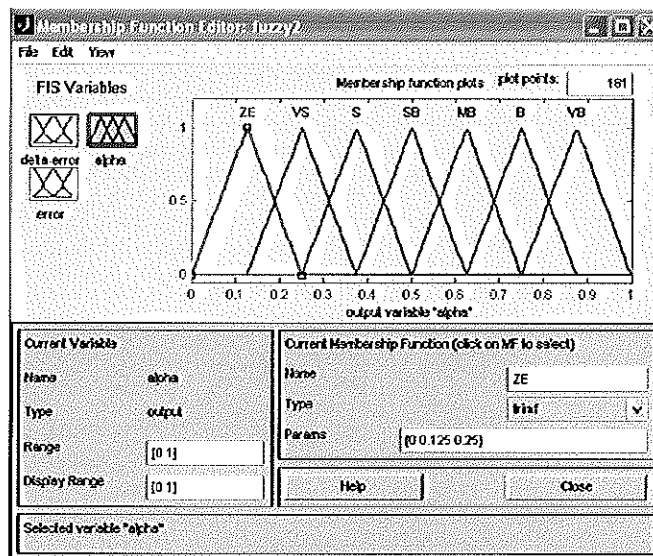 Membership Function Editor: fuzzy2
File Edit View
FIS Variables
Membership function plots plot points: 181
ZE VS S SB MB B VB
1
delta-error alpha
0.5
error
0
0 0.1 0.2 0.3 0.4 0.5 0.6 0.7 0.8 0.9 1
output variable "alpha"
Current Variable
Current Membership Function (click on MF to select)
Name alpha
Name ZE
Type output
Type trimf
Params [0 0.125 0.25]
Range [0 1]
Display Range [0 1]
Help Close
Selected variable "alpha"